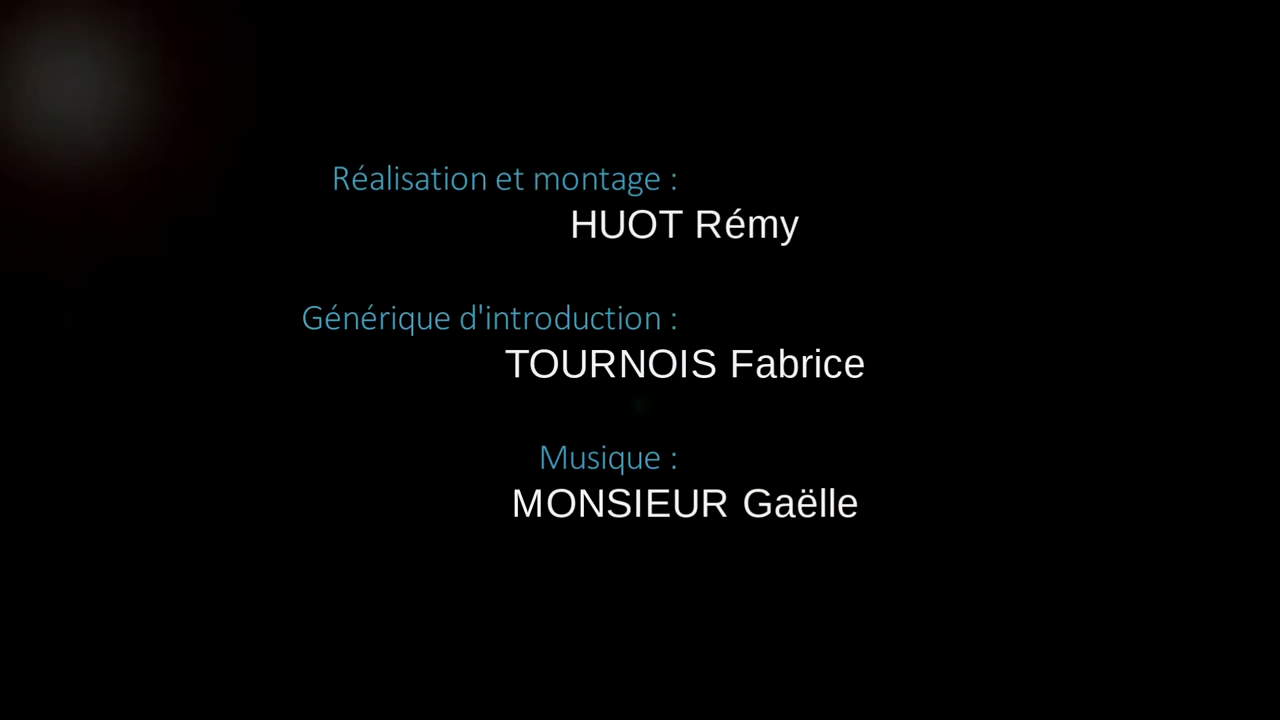 Réalisation et montage :
HUOT Rémy
Générique d'introduction :
TOURNOIS Fabrice
Musique :
MONSIEUR Gaëlle